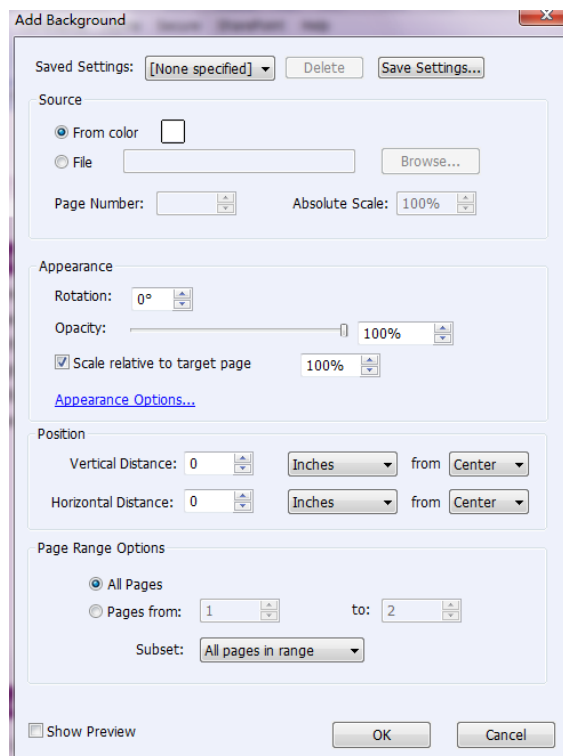 Add Background
Secure SharePoint Help
Saved Settings: [None specified] Delete Save Settings...
Source
From color
File Browse...
Page Number: Absolute Scale: 100%
Appearance
Rotation: 0°
Opacity: 100%
Scale relative to target page 100%
Appearance Options...
Position
Vertical Distance: 0 Inches from Center
Horizontal Distance: 0 Inches from Center
Page Range Options
All Pages
Pages from: 1 to: 2
Subset: All pages in range
Show Preview OK Cancel